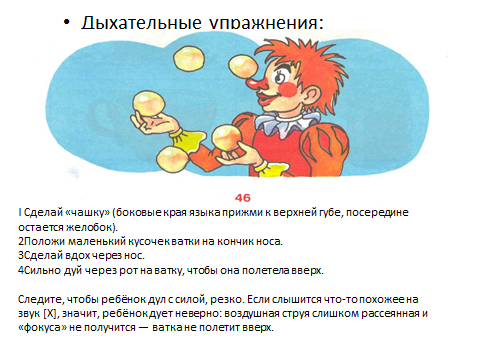 • Дыхательные упражнения:
46
I Сделай «чашку» (боковые края языка прижми к верхней губе, посередине
остается желобок).
2Положи маленький кусочек ватки на кончик носа.
3Сделай вдох через нос.
4Сильно дуй через рот на ватку, чтобы она полетела вверх.
Следите, чтобы ребёнок дул с силой, резко. Если слышится что-то похожее на
звук [X], значит, ребёнок дует неверно: воздушная струя слишком рассеянная и
«фокуса» не получится — ватка не полетит вверх.